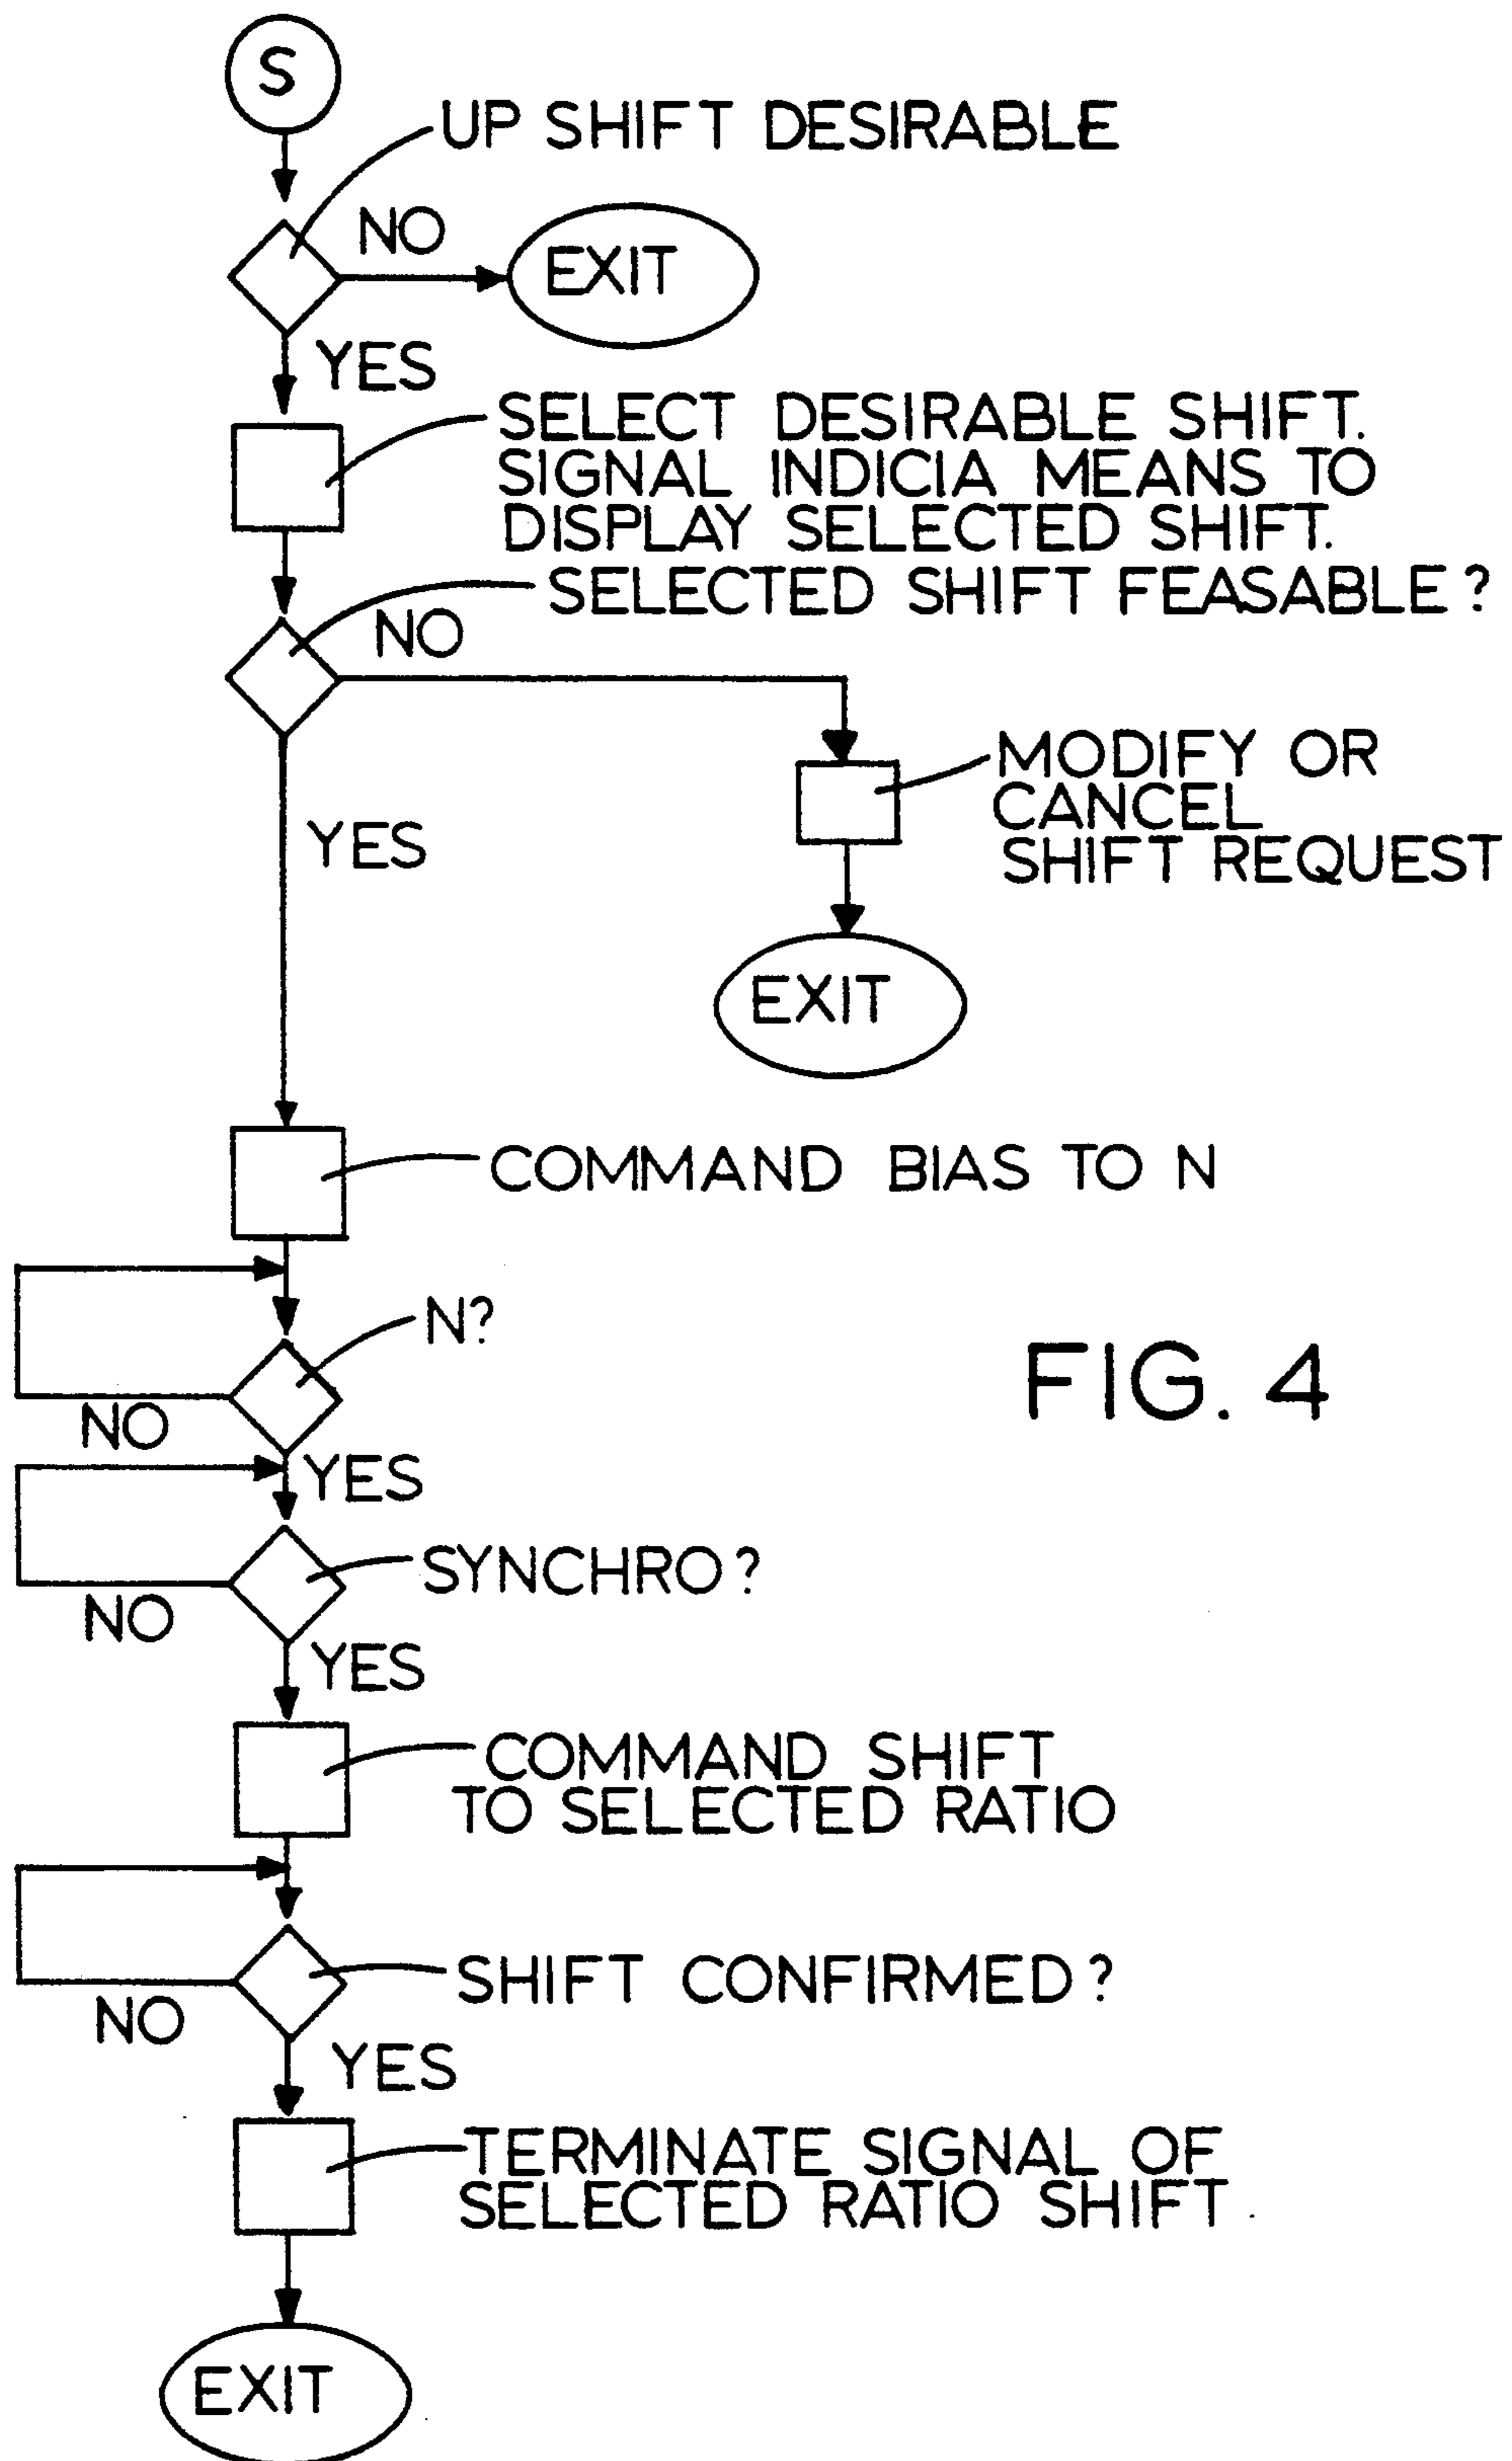 S
UP SHIFT DESIRABLE
NO
EXIT
YES
SELECT DESIRABLE SHIFT.
SIGNAL INDICIA MEANS TO
DISPLAY SELECTED SHIFT.
SELECTED SHIFT FEASABLE?
NO
MODIFY OR
CANCEL
SHIFT REQUEST
YES
EXIT
COMMAND BIAS TO N
N?
FIG. 4
NO
YES
SYNCHRO?
NO
YES
COMMAND SHIFT
TO SELECTED RATIO
SHIFT CONFIRMED?
NO
YES
TERMINATE SIGNAL OF
SELECTED RATIO SHIFT
EXIT